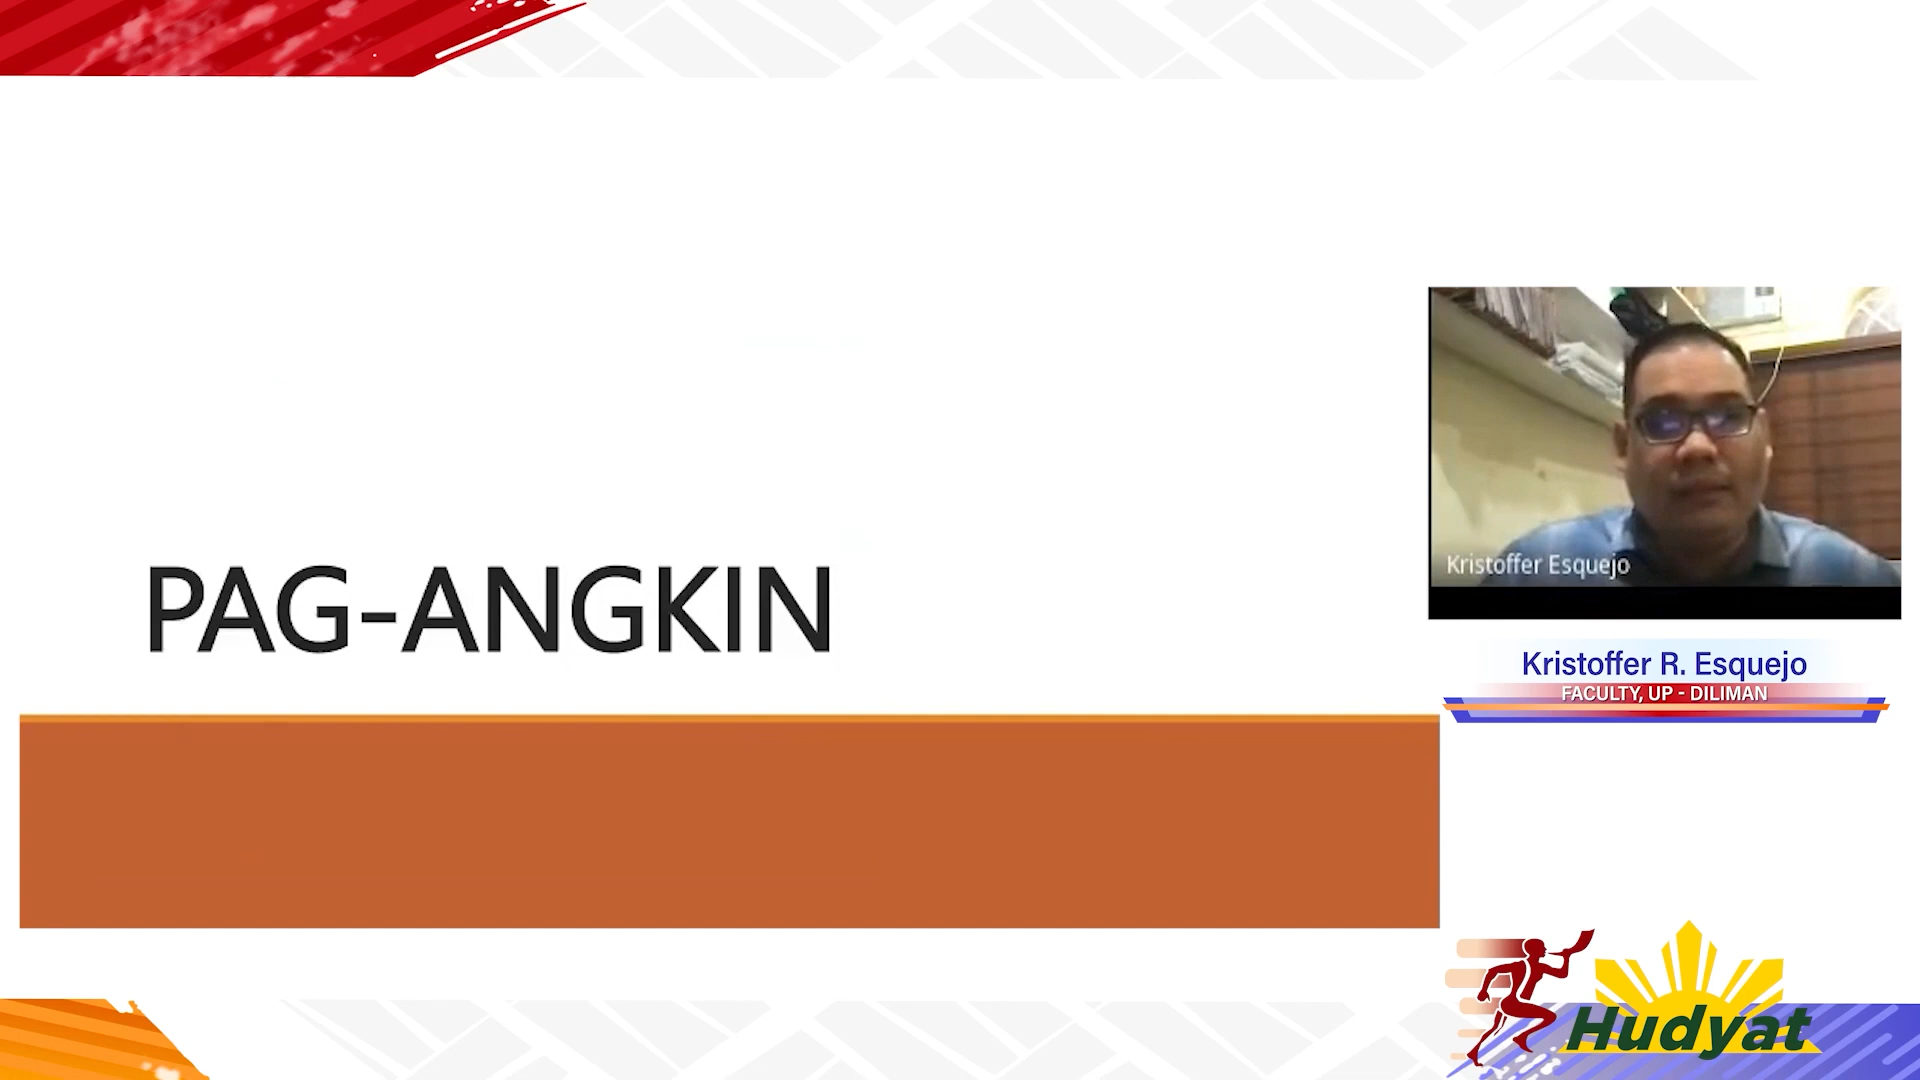 PAG-ANGKIN
Kristoffer Esquejo
Kristoffer R. Esquejo
FACULTY, UP - DILIMAN
Hudyat